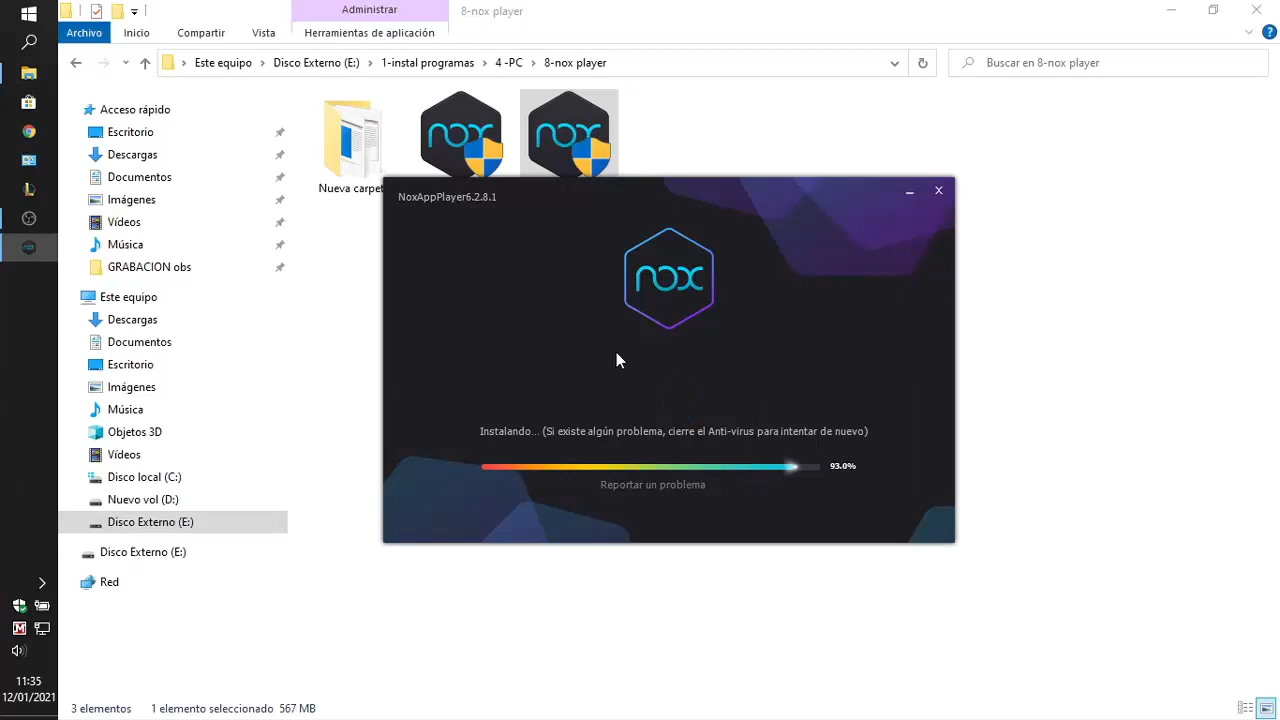 Administrar
8-nox player
Archivo
Inicio
Compartir
Vista
Herramientas de aplicación
Este equipo
Disco Externo (E:)
1-instal programas
4 -PC
8-nox player
Buscar en 8-nox player
Acceso rápido
Escritorio
Descargas
Documentos
Imágenes
Vídeos
Música
GRABACION obs
Este equipo
Descargas
Documentos
Escritorio
Imágenes
Música
Objetos 3D
Vídeos
Disco local (C:)
Nuevo vol (D:)
Disco Externo (E:)
Disco Externo (E:)
Red
nox
nox
Nueva carpet
NoxAppPlayer6.2.8.1
nox
Instalando... (Si existe algún problema, cierre el Anti-virus para intentar de nuevo)
93.0%
Reportar un problema
11:35
12/01/2021
3 elementos
1 elemento seleccionado 567 MB